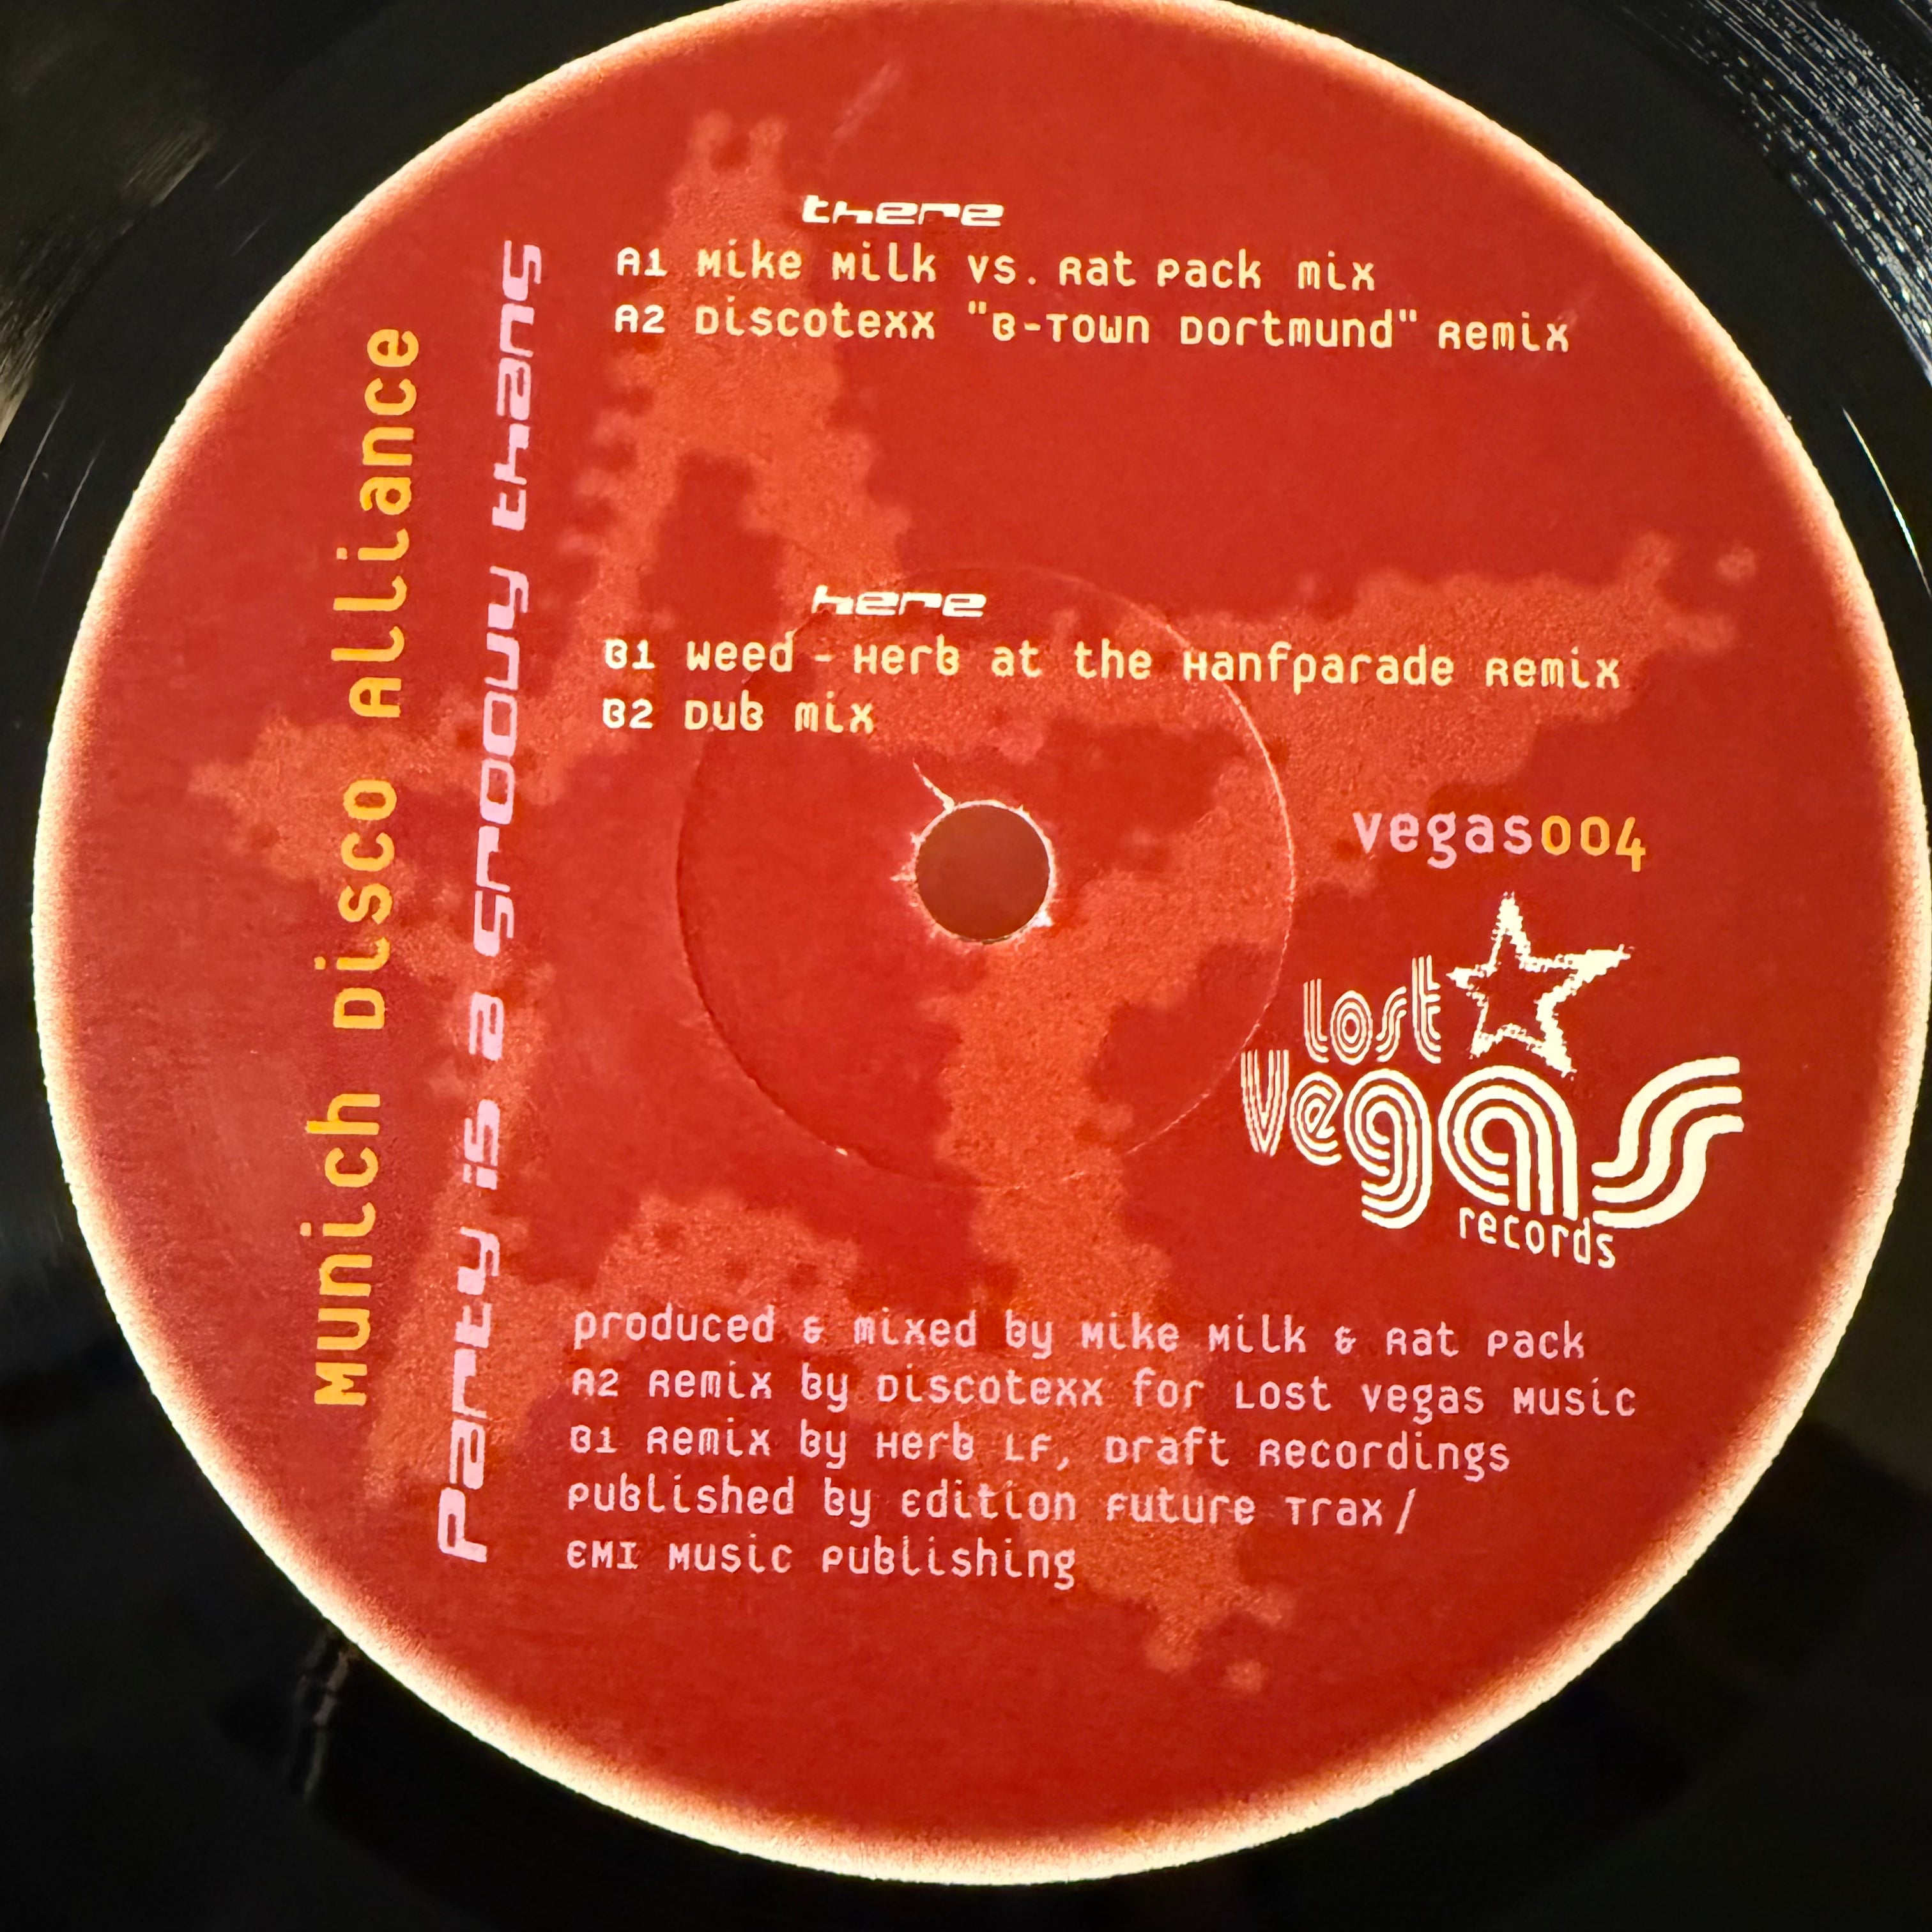 Munich Disco Alliance
Party is a groovy thang
there
A1 Mike Milk vs. Rat Pack mix
A2 Discotexx "B-Town Dortmund" Remix
here
B1 Weed - Herb at the Hanfparade Remix
B2 Dub mix
vegas004
lost
vegas
records
produced & mixed by Mike Milk & Rat Pack
A2 Remix by Discotexx for Lost Vegas Music
B1 Remix by Herb LF, Draft Recordings
Published by Edition Future Trax/
EMI Music Publishing